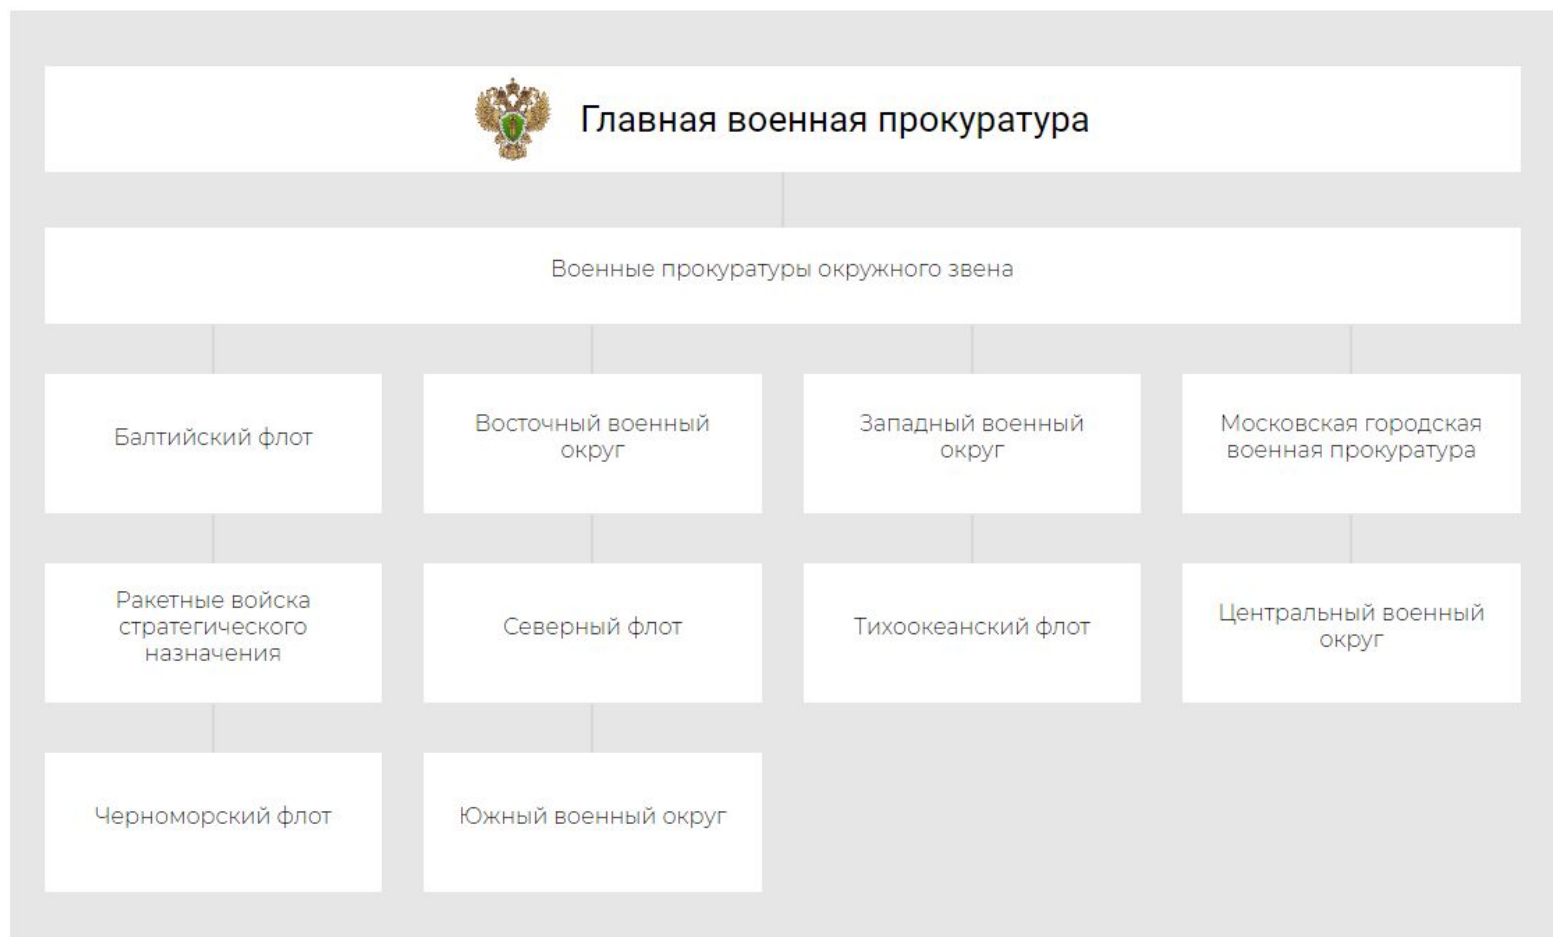 Главная военная прокуратура
Военные прокуратуры окружного звена
Балтийский флот
Восточный военный
округ
Западный военный
округ
Московская городская
военная прокуратура
Ракетные войска
стратегического
назначения
Северный флот
Тихоокеанский флот
Центральный военный
округ
Черноморский флот
Южный военный округ